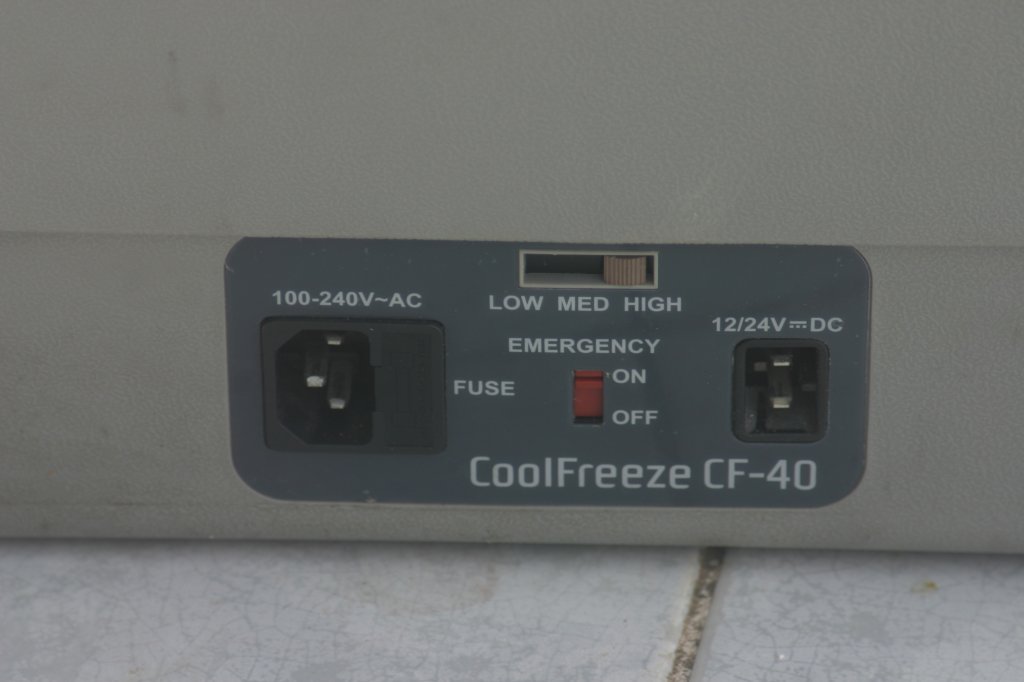 100-240V~AC
LOW MED HIGH
12/24V⎓DC
EMERGENCY
ON
FUSE
OFF
CoolFreeze CF-40